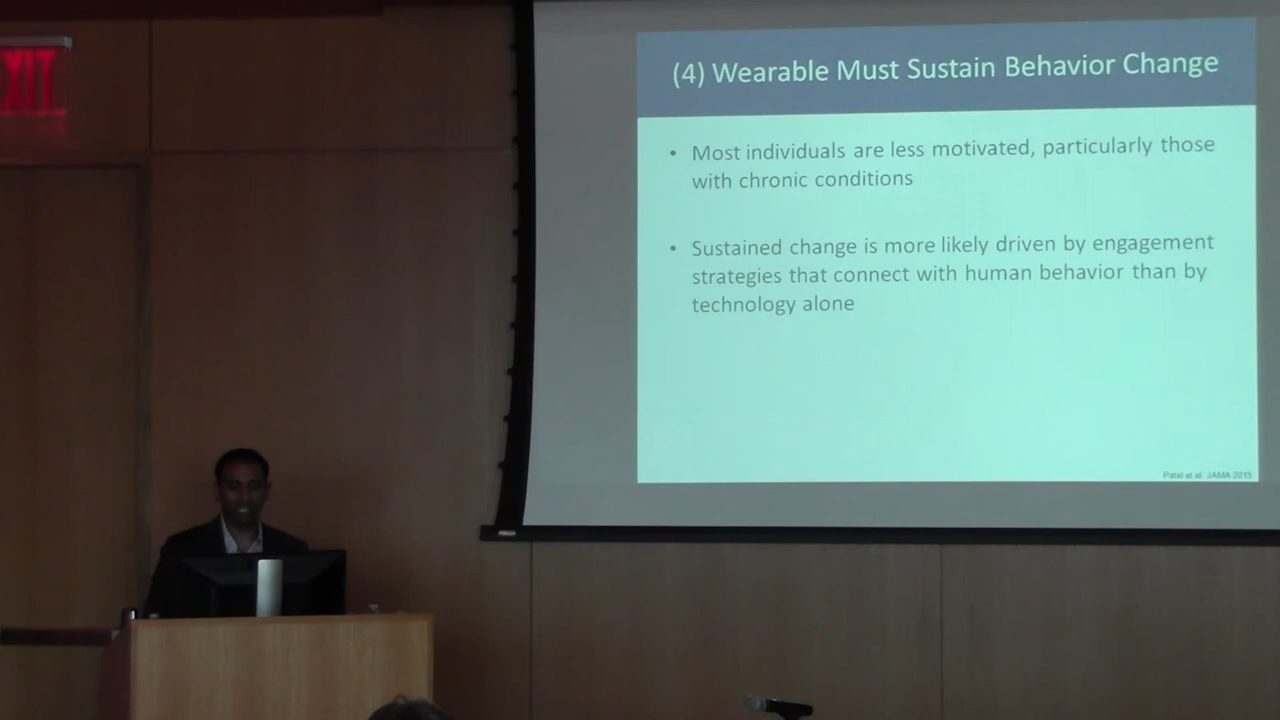 EXIT
(4) Wearable Must Sustain Behavior Change
• Most individuals are less motivated, particularly those
with chronic conditions
• Sustained change is more likely driven by engagement
strategies that connect with human behavior than by
technology alone
Patel et al. JAMA 2015